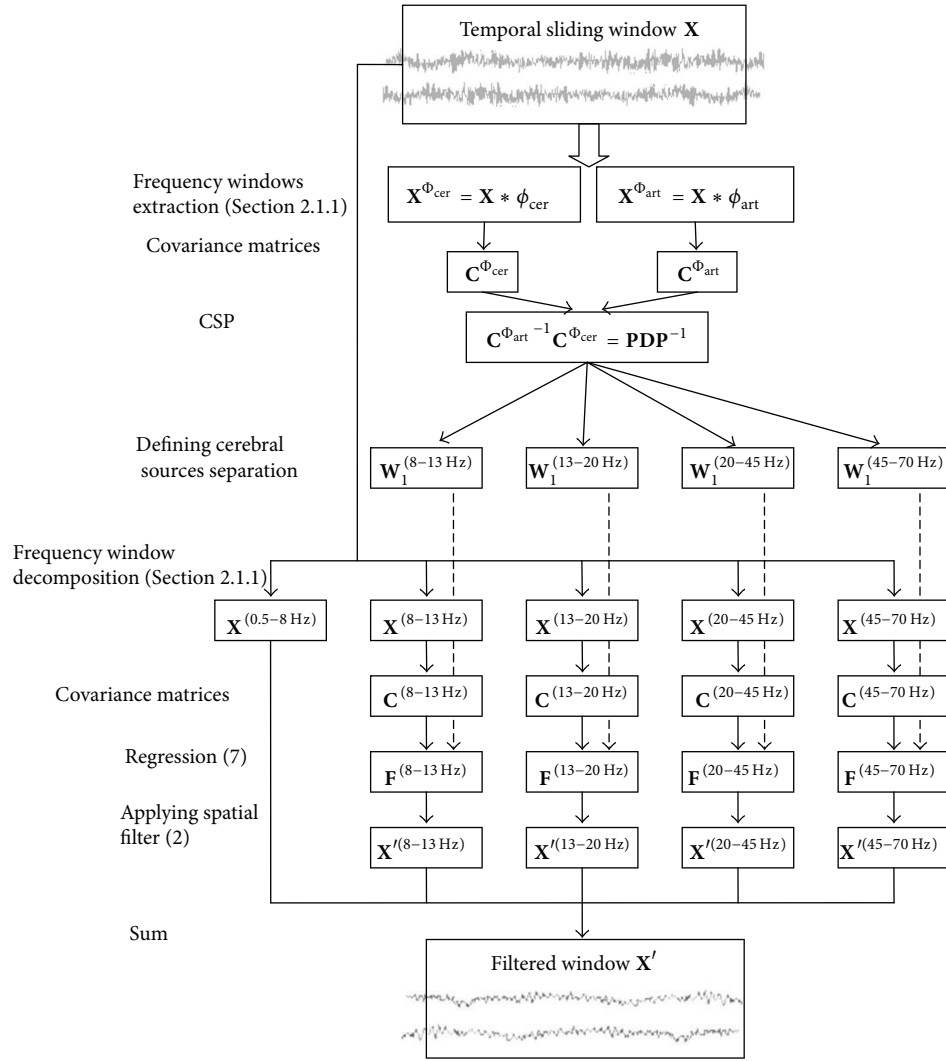 Temporal sliding window X
Frequency windows
extraction (Section 2.1.1)
X^Φcer = X ∗ ϕcer
X^Φart = X ∗ ϕart
Covariance matrices
C^Φcer
C^Φart
CSP
C^Φart ⁻¹ C^Φcer = PDP⁻¹
Defining cerebral
sources separation
W₁^(8–13 Hz)
W₁^(13–20 Hz)
W₁^(20–45 Hz)
W₁^(45–70 Hz)
Frequency window
decomposition (Section 2.1.1)
X^(0.5–8 Hz)
X^(8–13 Hz)
X^(13–20 Hz)
X^(20–45 Hz)
X^(45–70 Hz)
Covariance matrices
C^(8–13 Hz)
C^(13–20 Hz)
C^(20–45 Hz)
C^(45–70 Hz)
Regression (7)
F^(8–13 Hz)
F^(13–20 Hz)
F^(20–45 Hz)
F^(45–70 Hz)
Applying spatial
filter (2)
X′^(8–13 Hz)
X′^(13–20 Hz)
X′^(20–45 Hz)
X′^(45–70 Hz)
Sum
Filtered window X′